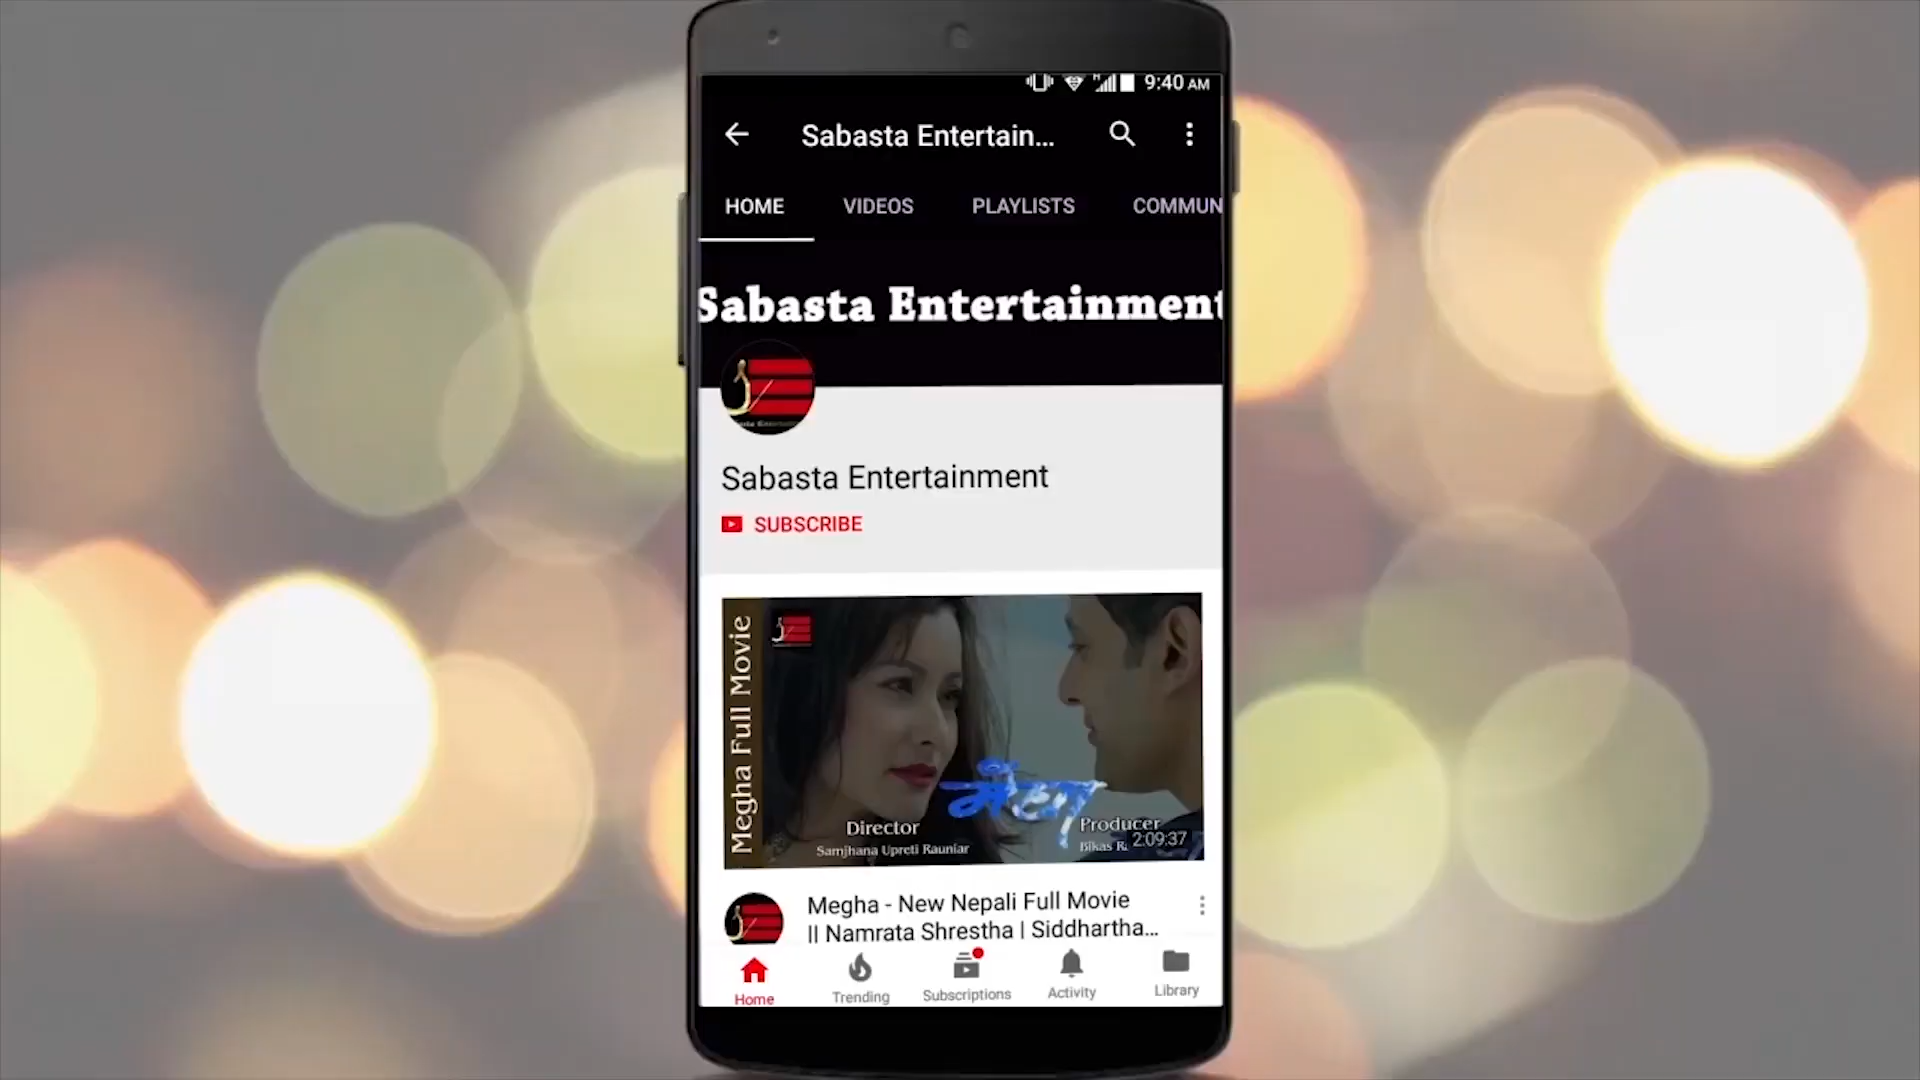 9:40 AM
Sabasta Entertain...
HOME VIDEOS PLAYLISTS COMMUN
Sabasta Entertainment
Sabasta Entertainment
SUBSCRIBE
Megha Full Movie
मेघा
Director
Samjhana Upreti Rauniar
Producer
Bikas R
2:09:37
Megha - New Nepali Full Movie
|| Namrata Shrestha | Siddhartha...
Home Trending Subscriptions Activity Library